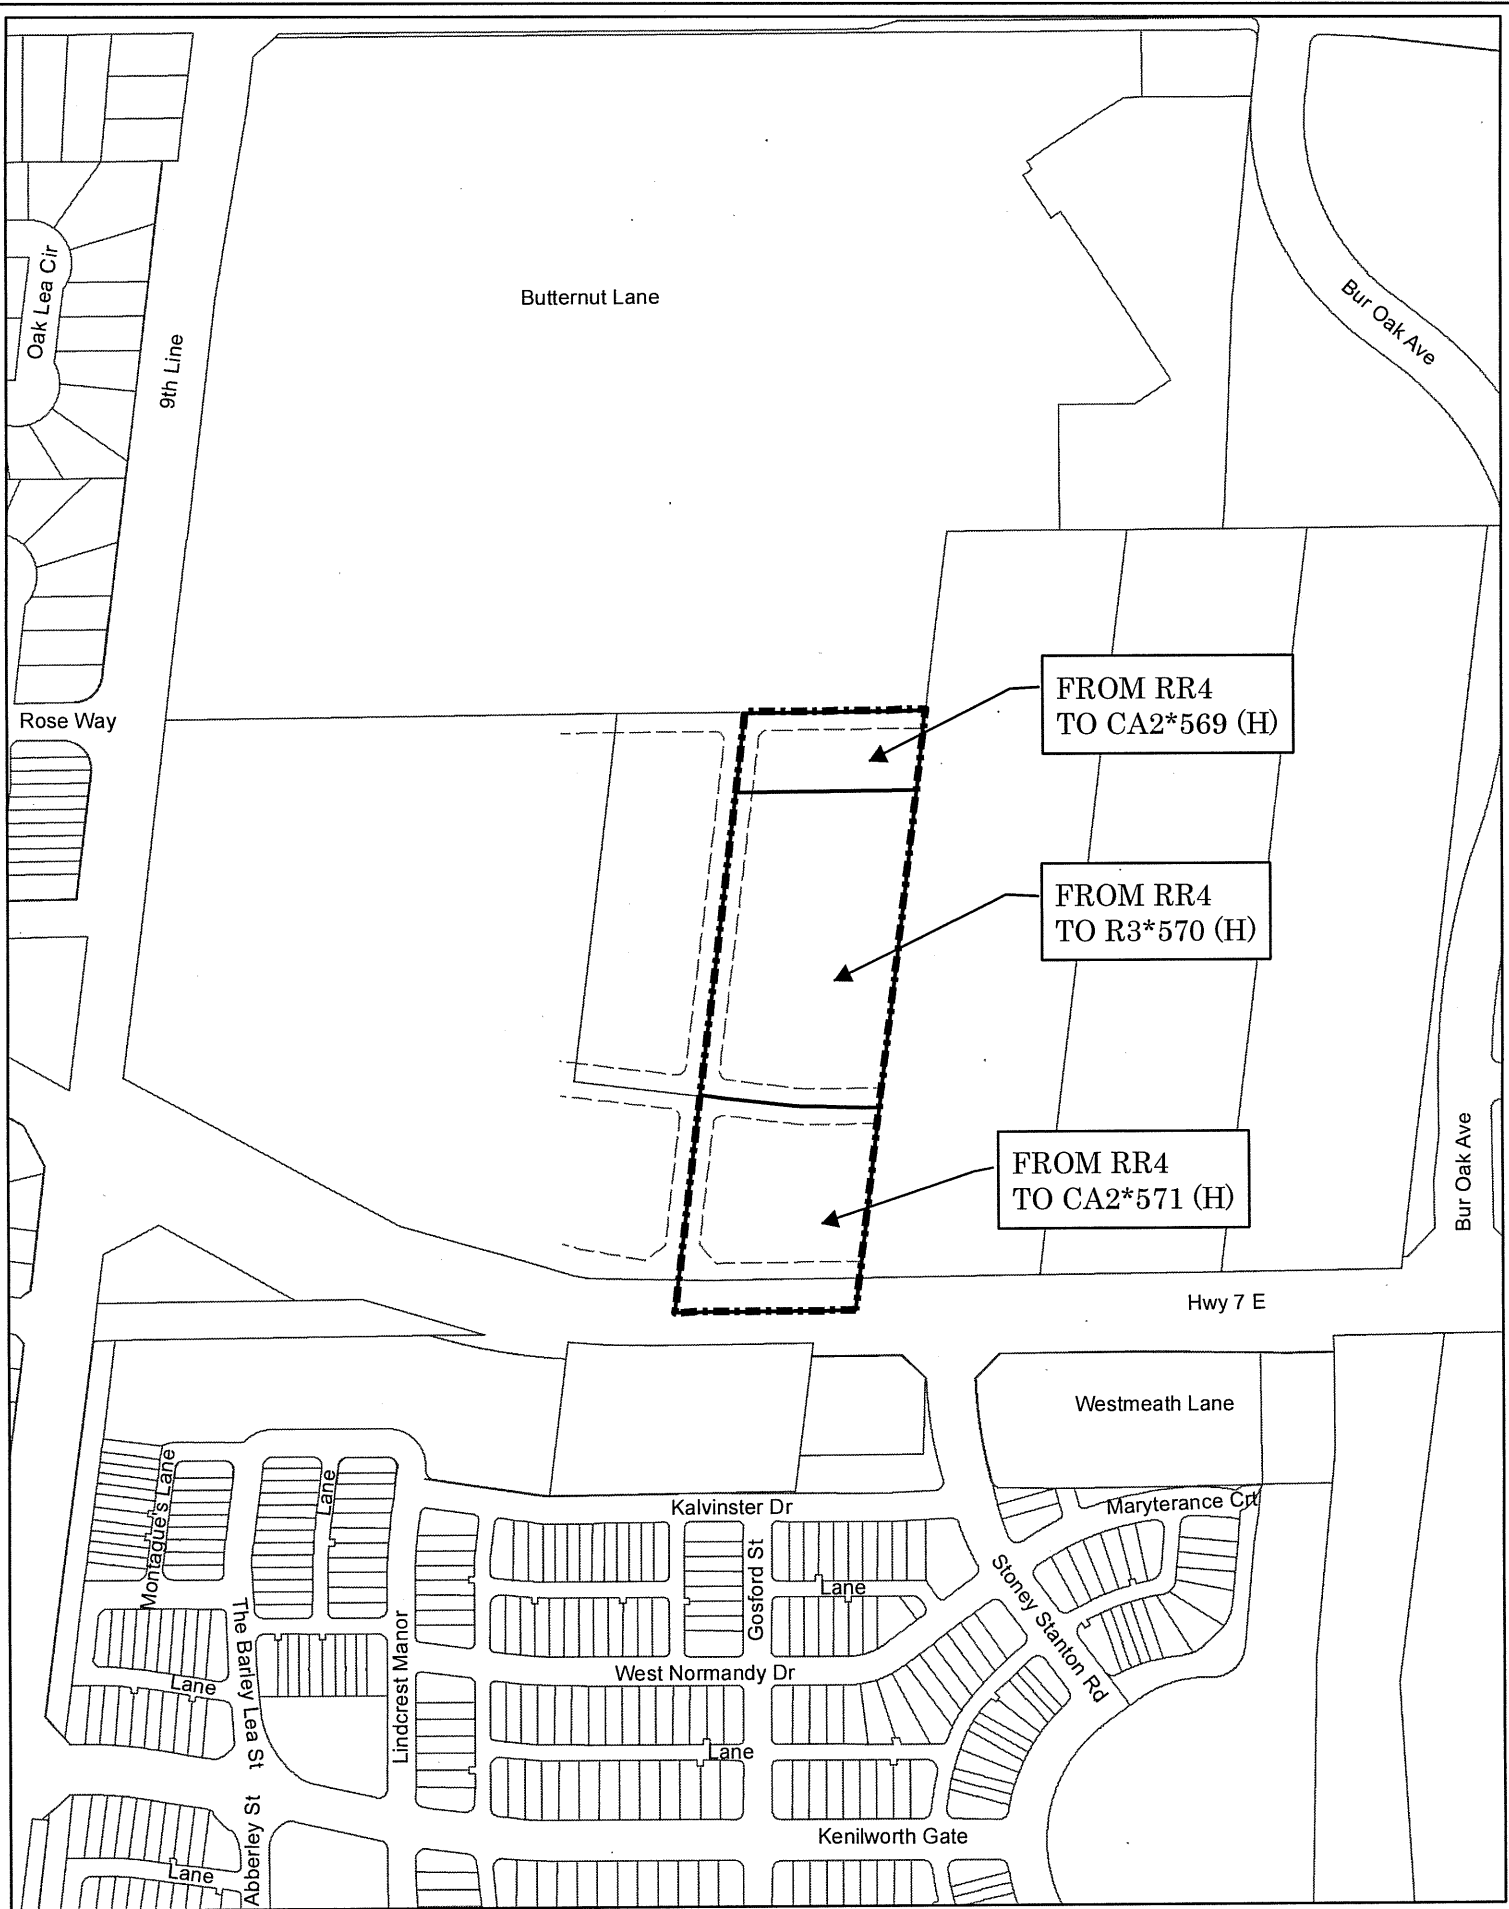 Oak Lea Cir
9th Line
Butternut Lane
Bur Oak Ave
Rose Way
FROM RR4
TO CA2*569 (H)
FROM RR4
TO R3*570 (H)
FROM RR4
TO CA2*571 (H)
Bur Oak Ave
Hwy 7 E
Westmeath Lane
Montague's Lane
Lane
Kalvinster Dr
Maryterance Crt
Gosford St
Lane
Stoney Stanton Rd
The Barley Lea St
Lindcrest Manor
West Normandy Dr
Lane
Lane
Abberley St
Kenilworth Gate
Lane